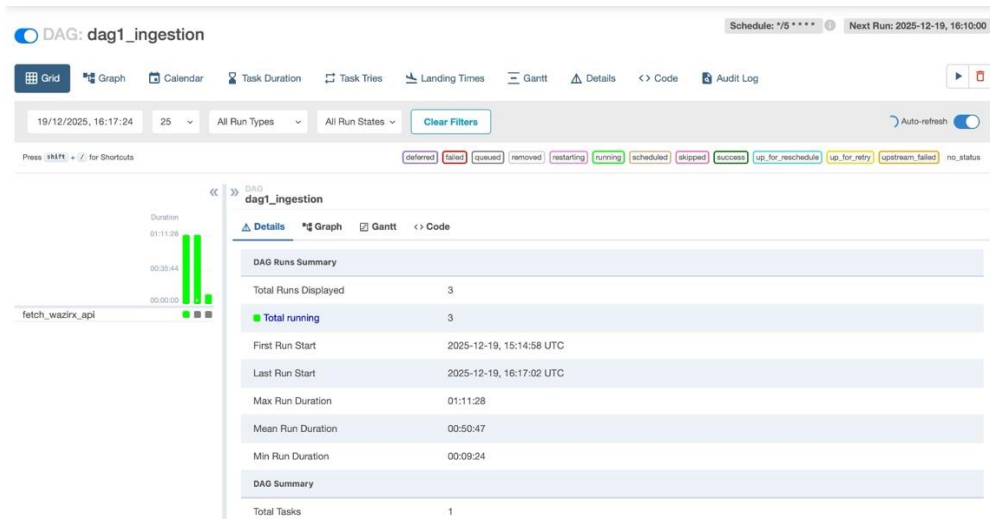 DAG: dag1_ingestion
Schedule: */5 * * * *
Next Run: 2025-12-19, 16:10:00
Grid Graph Calendar Task Duration Task Tries Landing Times Gantt Details <> Code Audit Log
19/12/2025, 16:17:24 25 All Run Types All Run States Clear Filters Auto-refresh
Press shift + / for Shortcuts
deferred failed queued removed restarting running scheduled skipped success up_for_reschedule up_for_retry upstream_failed no_status
DAG
dag1_ingestion
Details Graph Gantt <> Code
Duration
01:11:28
00:35:44
00:00:00
fetch_wazirx_api
DAG Runs Summary
Total Runs Displayed 3
Total running 3
First Run Start 2025-12-19, 15:14:58 UTC
Last Run Start 2025-12-19, 16:17:02 UTC
Max Run Duration 01:11:28
Mean Run Duration 00:50:47
Min Run Duration 00:09:24
DAG Summary
Total Tasks 1